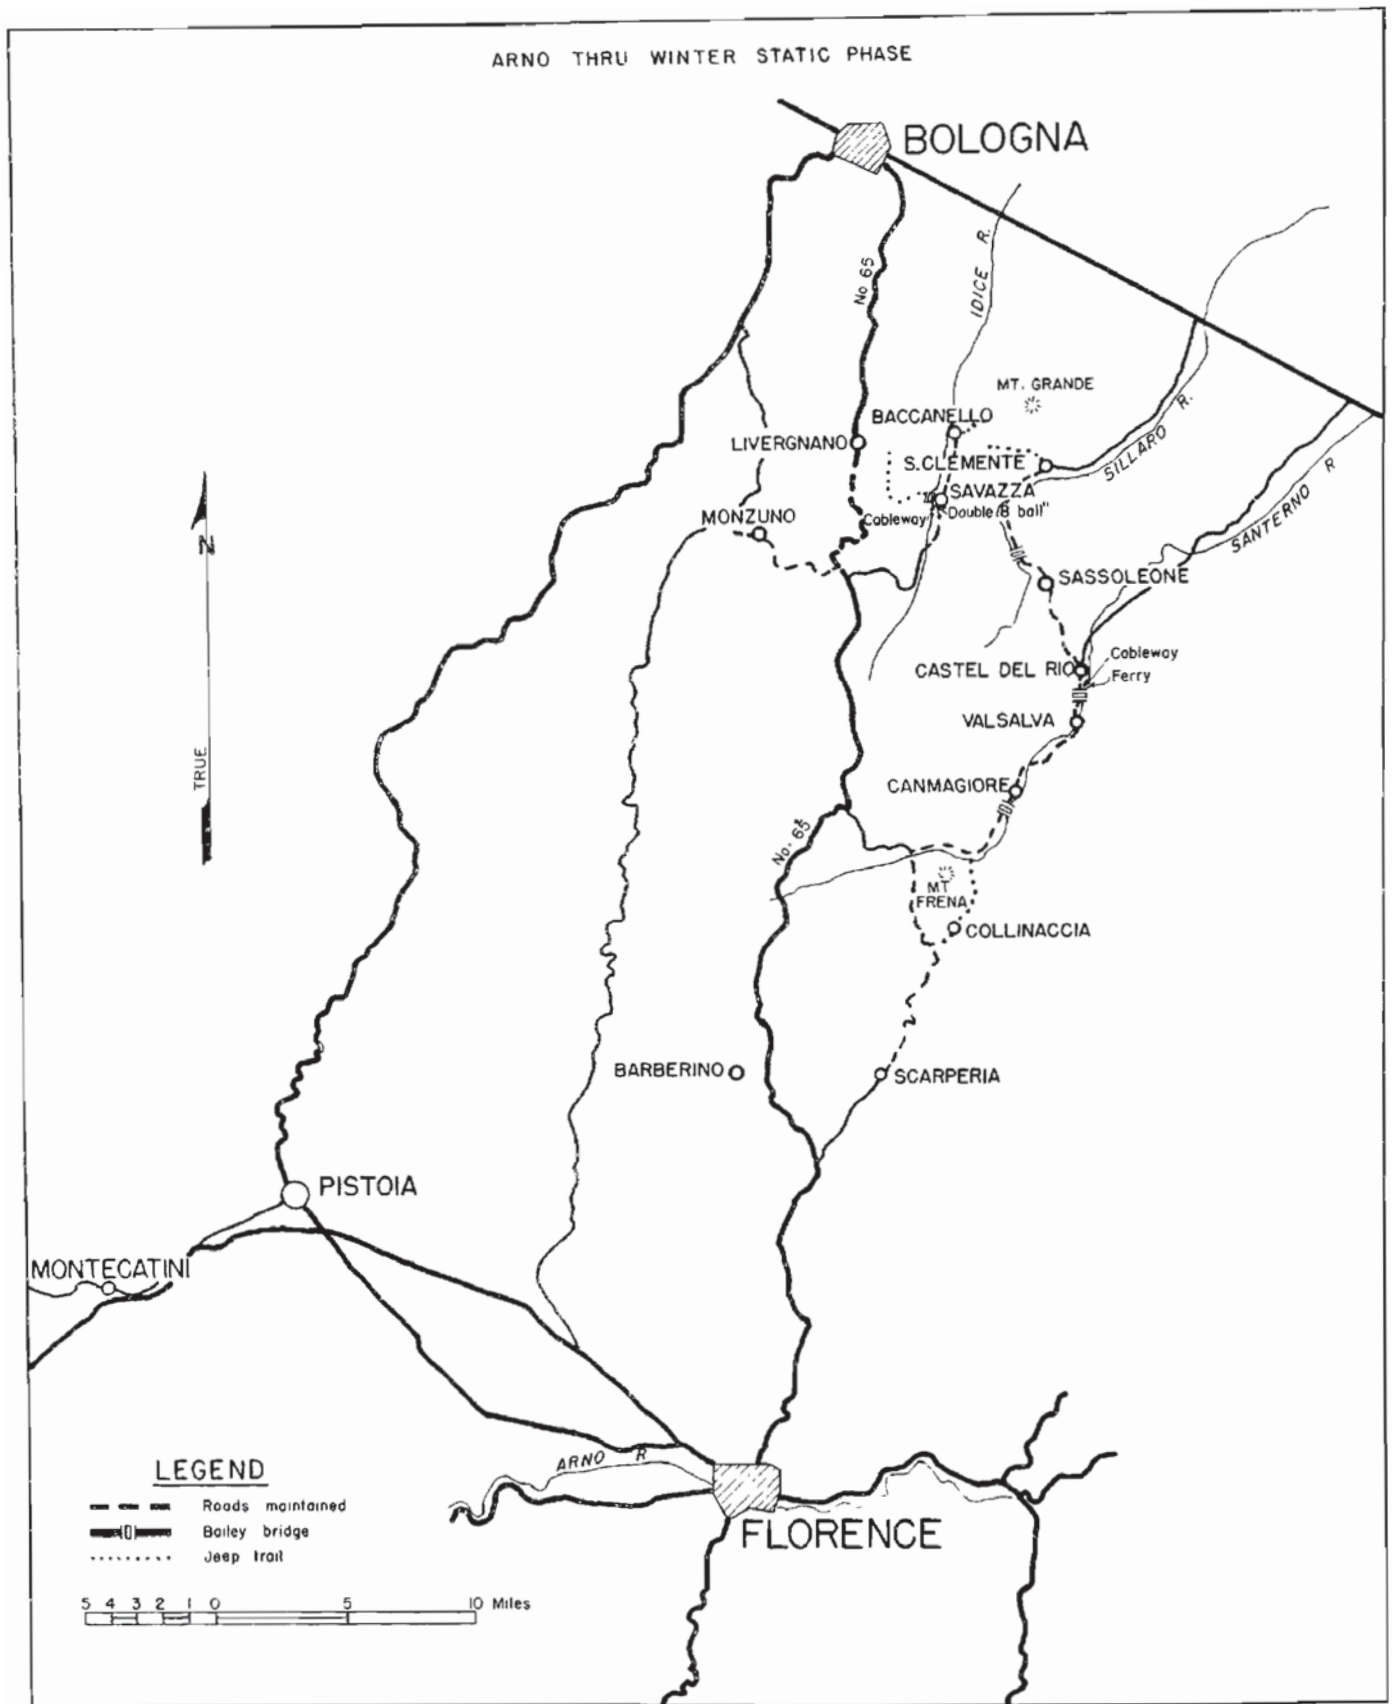 ARNO THRU WINTER STATIC PHASE
BOLOGNA
No 65
IDICE R.
MT. GRANDE
BACCANELLO
LIVERGNANO
S.CLEMENTE
SILLARO R.
SAVAZZA
Cableway
Double "8 ball"
MONZUNO
SANTERNO R
N
SASSOLEONE
CASTEL DEL RIO
Cableway
Ferry
VALSALVA
TRUE
CANMAGIORE
No. 65
MT
FRENA
COLLINACCIA
BARBERINO
SCARPERIA
PISTOIA
MONTECATINI
ARNO R
FLORENCE
LEGEND
Roads maintained
Bailey bridge
Jeep trail
5 4 3 2 1 0 5 10 Miles